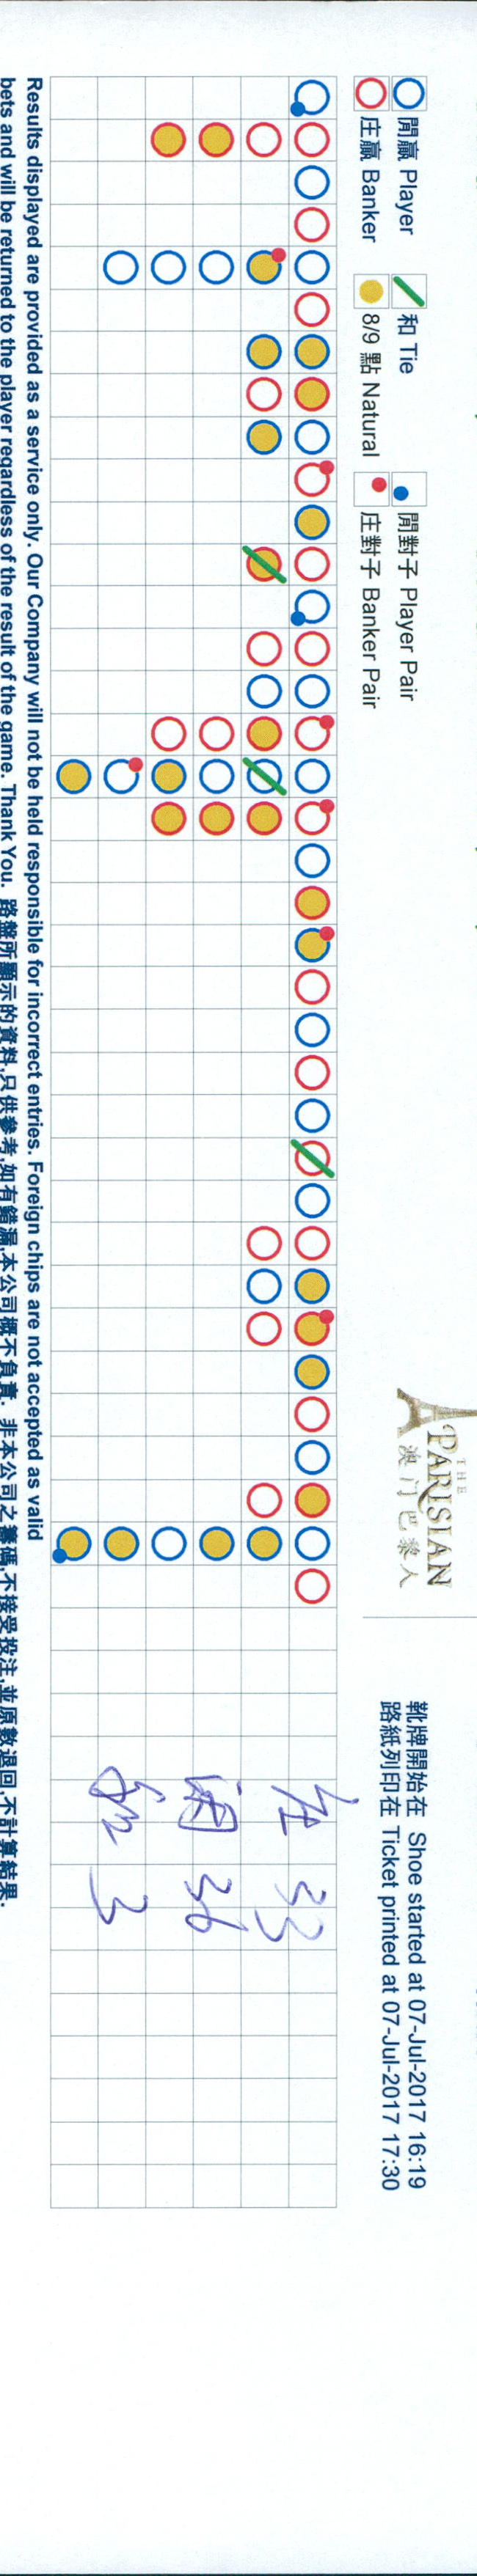 閒贏 Player 和 Tie 閒對子 Player Pair
庄贏 Banker 8/9 點 Natural 庄對子 Banker Pair
THE
PARISIAN
澳门巴黎人
靴牌開始在 Shoe started at 07-Jul-2017 16:19
路紙列印在 Ticket printed at 07-Jul-2017 17:30
庄 33
闲 36
和 3
Results displayed are provided as a service only. Our Company will not be held responsible for incorrect entries. Foreign chips are not accepted as valid
bets and will be returned to the player regardless of the result of the game. Thank You. 路盤所顯示的資料,只供參考,如有錯漏,本公司概不負責. 非本公司之籌碼,不接受投注,並原數退回,不計算結果.